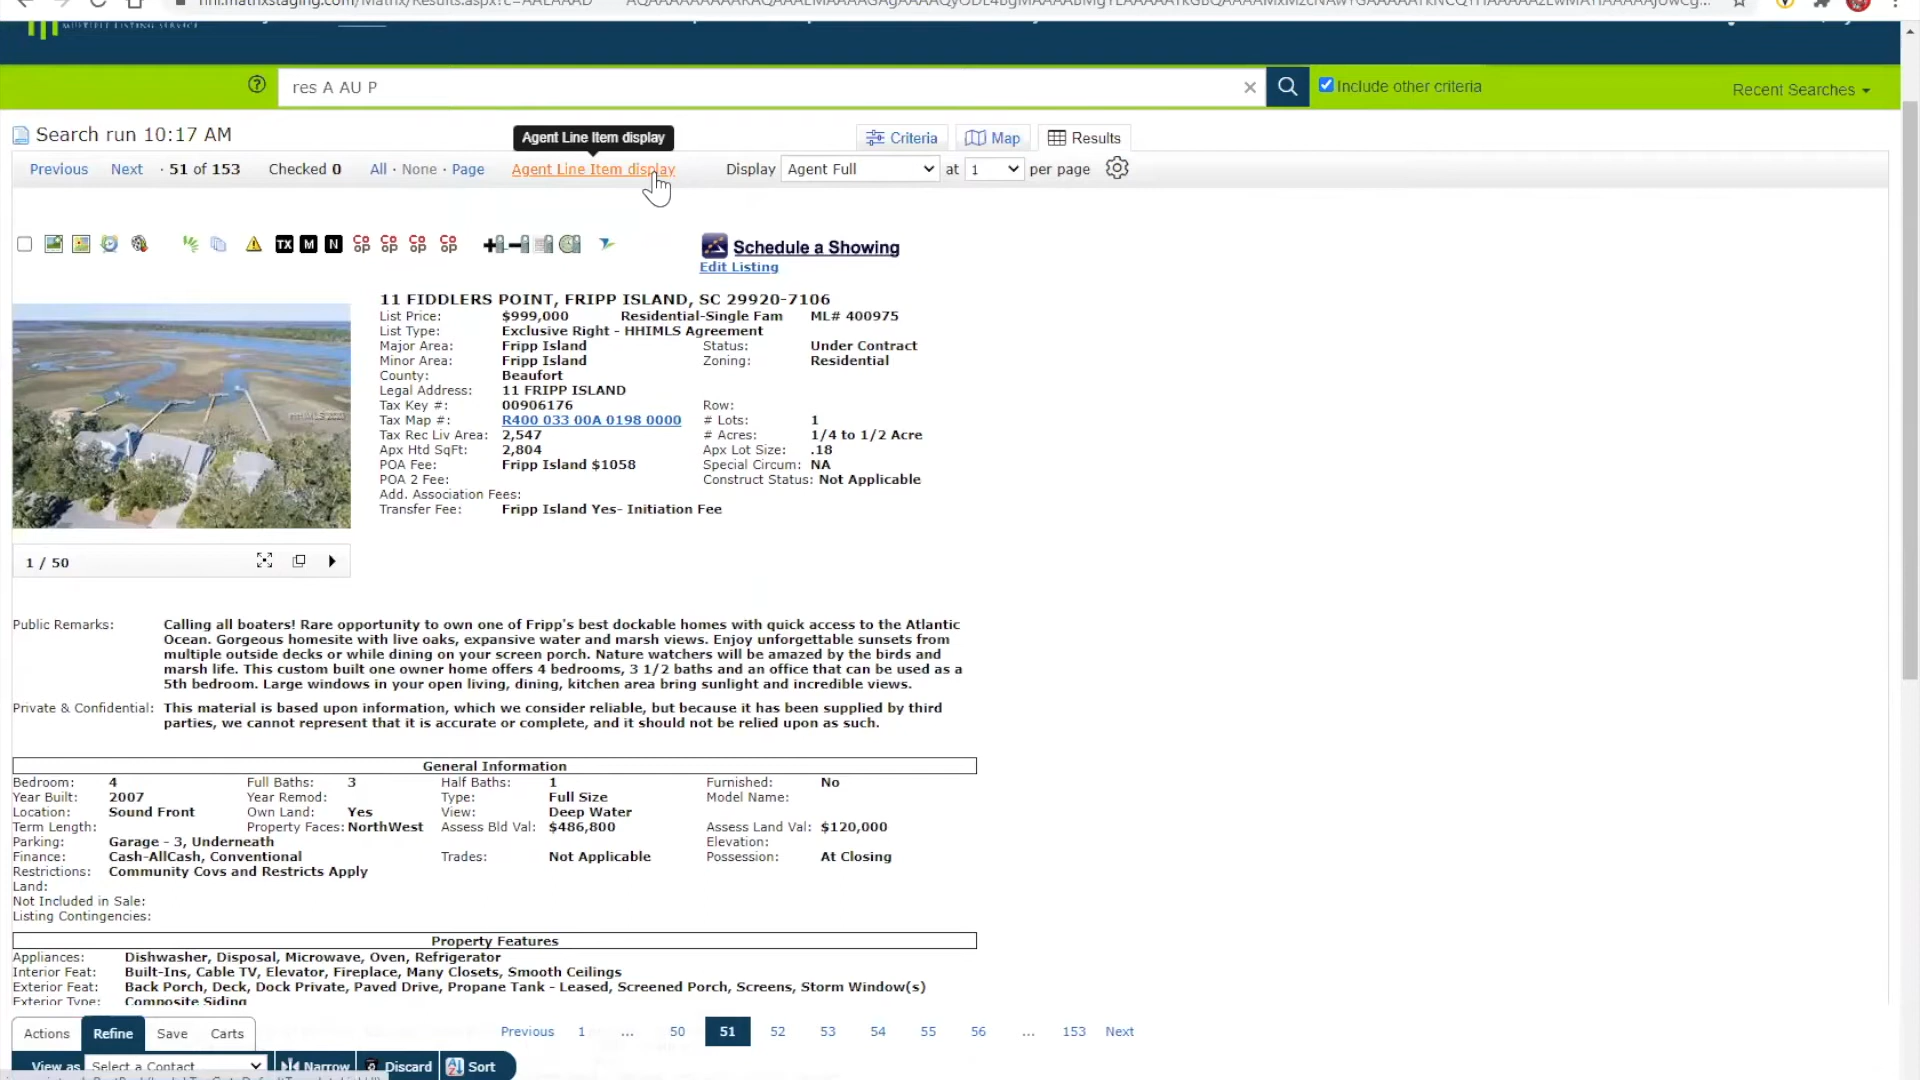 MULTIPLE LISTING SERVICE
res A AU P
Include other criteria
Recent Searches
Search run 10:17 AM
Agent Line Item display
Criteria
Map
Results
Previous Next · 51 of 153 Checked 0 All · None · Page Agent Line Item display Display Agent Full at 1 per page
TX M N CO OP CO OP CO OP CO OP
Schedule a Showing
Edit Listing
11 FIDDLERS POINT, FRIPP ISLAND, SC 29920-7106
List Price: $999,000 Residential-Single Fam ML# 400975
List Type: Exclusive Right - HHIMLS Agreement
Major Area: Fripp Island Status: Under Contract
Minor Area: Fripp Island Zoning: Residential
County: Beaufort
Legal Address: 11 FRIPP ISLAND
Tax Key #: 00906176 Row:
Tax Map #: R400 033 00A 0198 0000 # Lots: 1
Tax Rec Liv Area: 2,547 # Acres: 1/4 to 1/2 Acre
Apx Htd SqFt: 2,804 Apx Lot Size: .18
POA Fee: Fripp Island $1058 Special Circum: NA
POA 2 Fee: Construct Status: Not Applicable
Add. Association Fees:
Transfer Fee: Fripp Island Yes- Initiation Fee
1 / 50
Public Remarks: Calling all boaters! Rare opportunity to own one of Fripp's best dockable homes with quick access to the Atlantic
Ocean. Gorgeous homesite with live oaks, expansive water and marsh views. Enjoy unforgettable sunsets from
multiple outside decks or while dining on your screen porch. Nature watchers will be amazed by the birds and
marsh life. This custom built one owner home offers 4 bedrooms, 3 1/2 baths and an office that can be used as a
5th bedroom. Large windows in your open living, dining, kitchen area bring sunlight and incredible views.
Private & Confidential: This material is based upon information, which we consider reliable, but because it has been supplied by third
parties, we cannot represent that it is accurate or complete, and it should not be relied upon as such.
General Information
Bedroom: 4 Full Baths: 3 Half Baths: 1 Furnished: No
Year Built: 2007 Year Remod: Type: Full Size Model Name:
Location: Sound Front Own Land: Yes View: Deep Water
Term Length: Property Faces: NorthWest Assess Bld Val: $486,800 Assess Land Val: $120,000
Parking: Garage - 3, Underneath Elevation:
Finance: Cash-AllCash, Conventional Trades: Not Applicable Possession: At Closing
Restrictions: Community Covs and Restricts Apply
Land:
Not Included in Sale:
Listing Contingencies:
Property Features
Appliances: Dishwasher, Disposal, Microwave, Oven, Refrigerator
Interior Feat: Built-Ins, Cable TV, Elevator, Fireplace, Many Closets, Smooth Ceilings
Exterior Feat: Back Porch, Deck, Dock Private, Paved Drive, Propane Tank - Leased, Screened Porch, Screens, Storm Window(s)
Exterior Type: Composite Siding
Actions Refine Save Carts
Previous 1 ... 50 51 52 53 54 55 56 ... 153 Next
View as Select a Contact Narrow Discard Sort